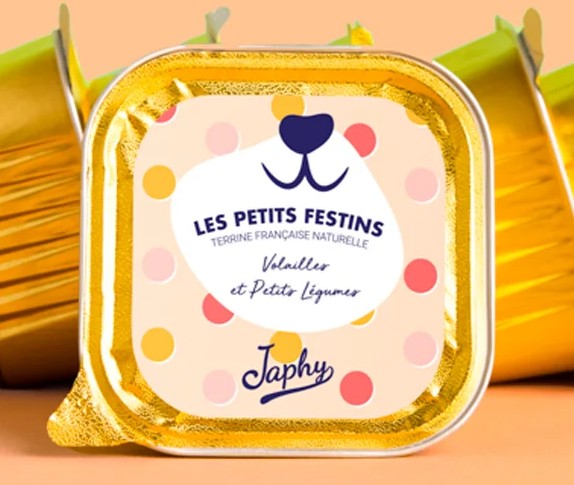 LES PETITS FESTINS
TERRINE FRANÇAISE NATURELLE
Volailles
et Petits Légumes
Japhy